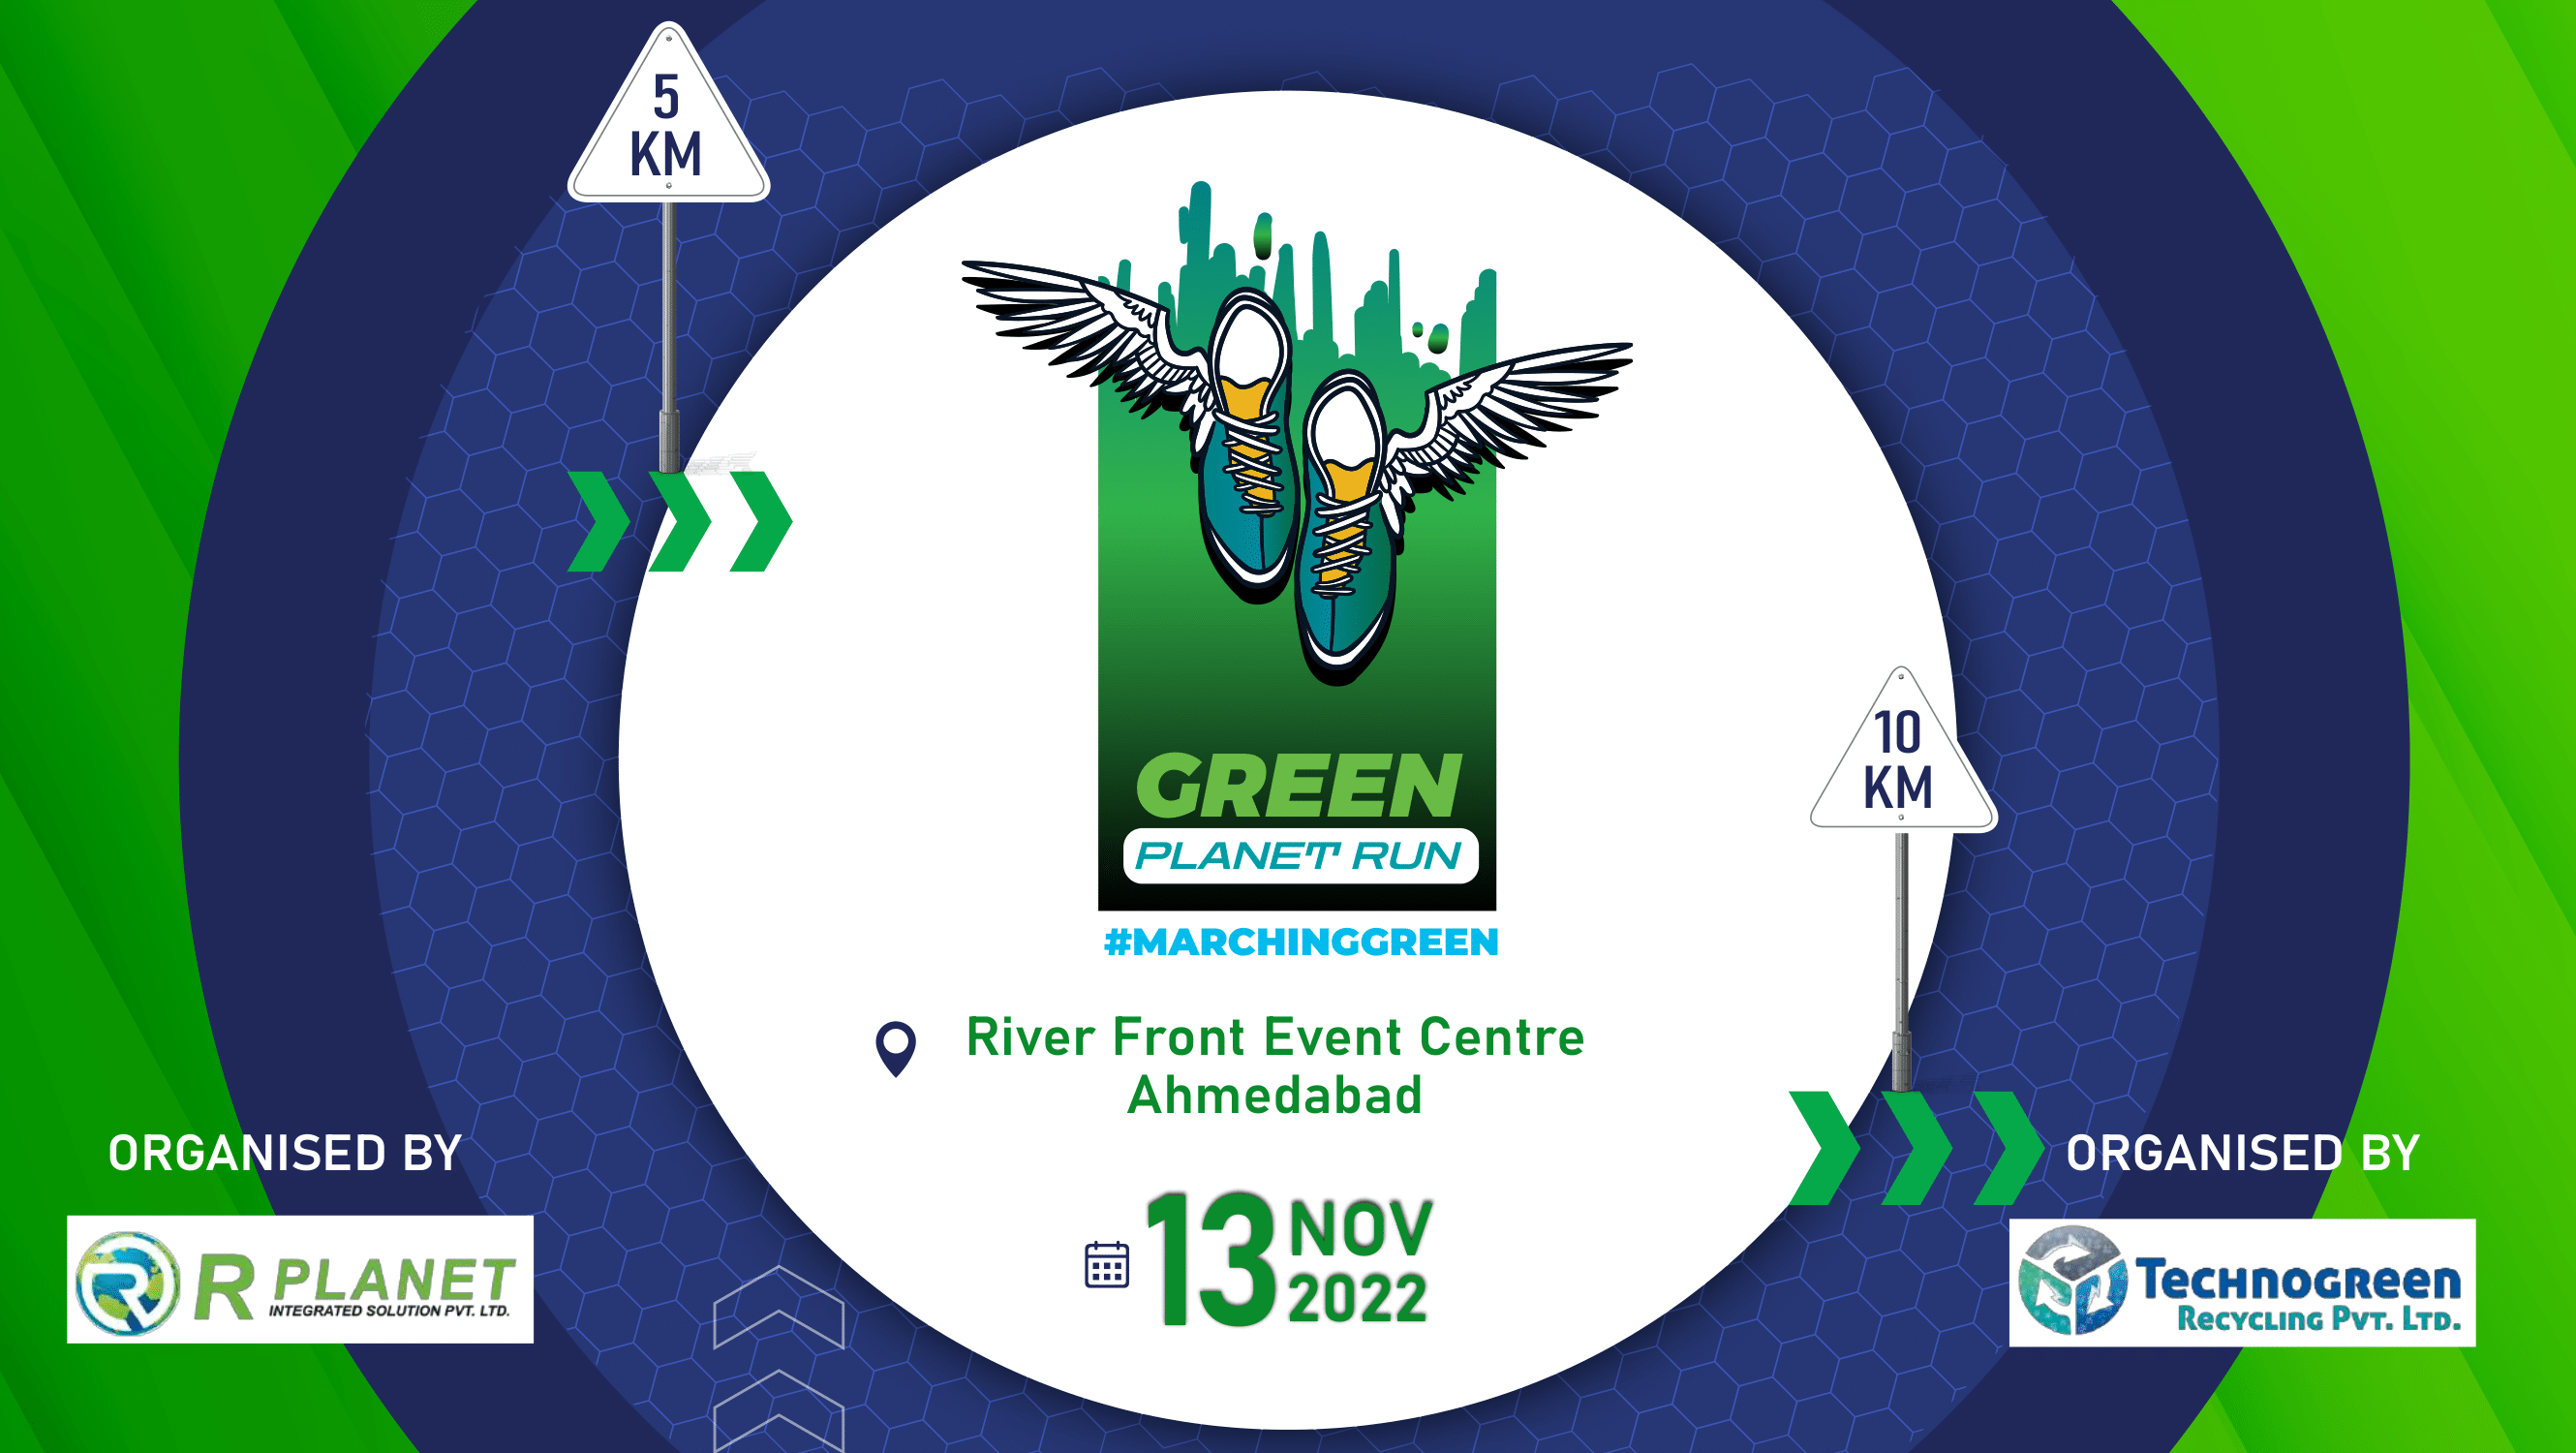 5
KM
GREEN
PLANET RUN
#MARCHINGGREEN
10
KM
River Front Event Centre
Ahmedabad
13 NOV
2022
ORGANISED BY
R PLANET
INTEGRATED SOLUTION PVT. LTD.
ORGANISED BY
TECHNOGREEN
RECYCLING PVT. LTD.